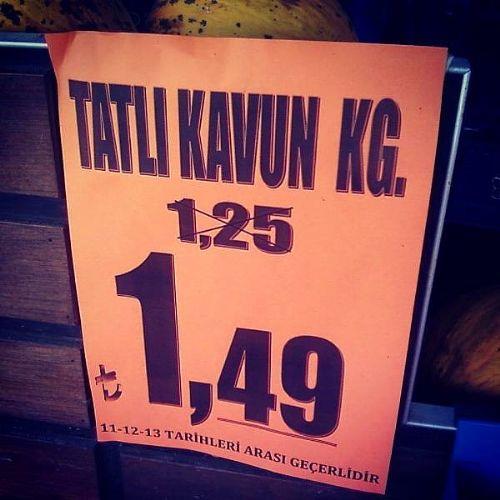 TATLI KAVUN KG.
1,25
₺ 1,49
11-12-13 TARİHLERİ ARASI GEÇERLİDİR